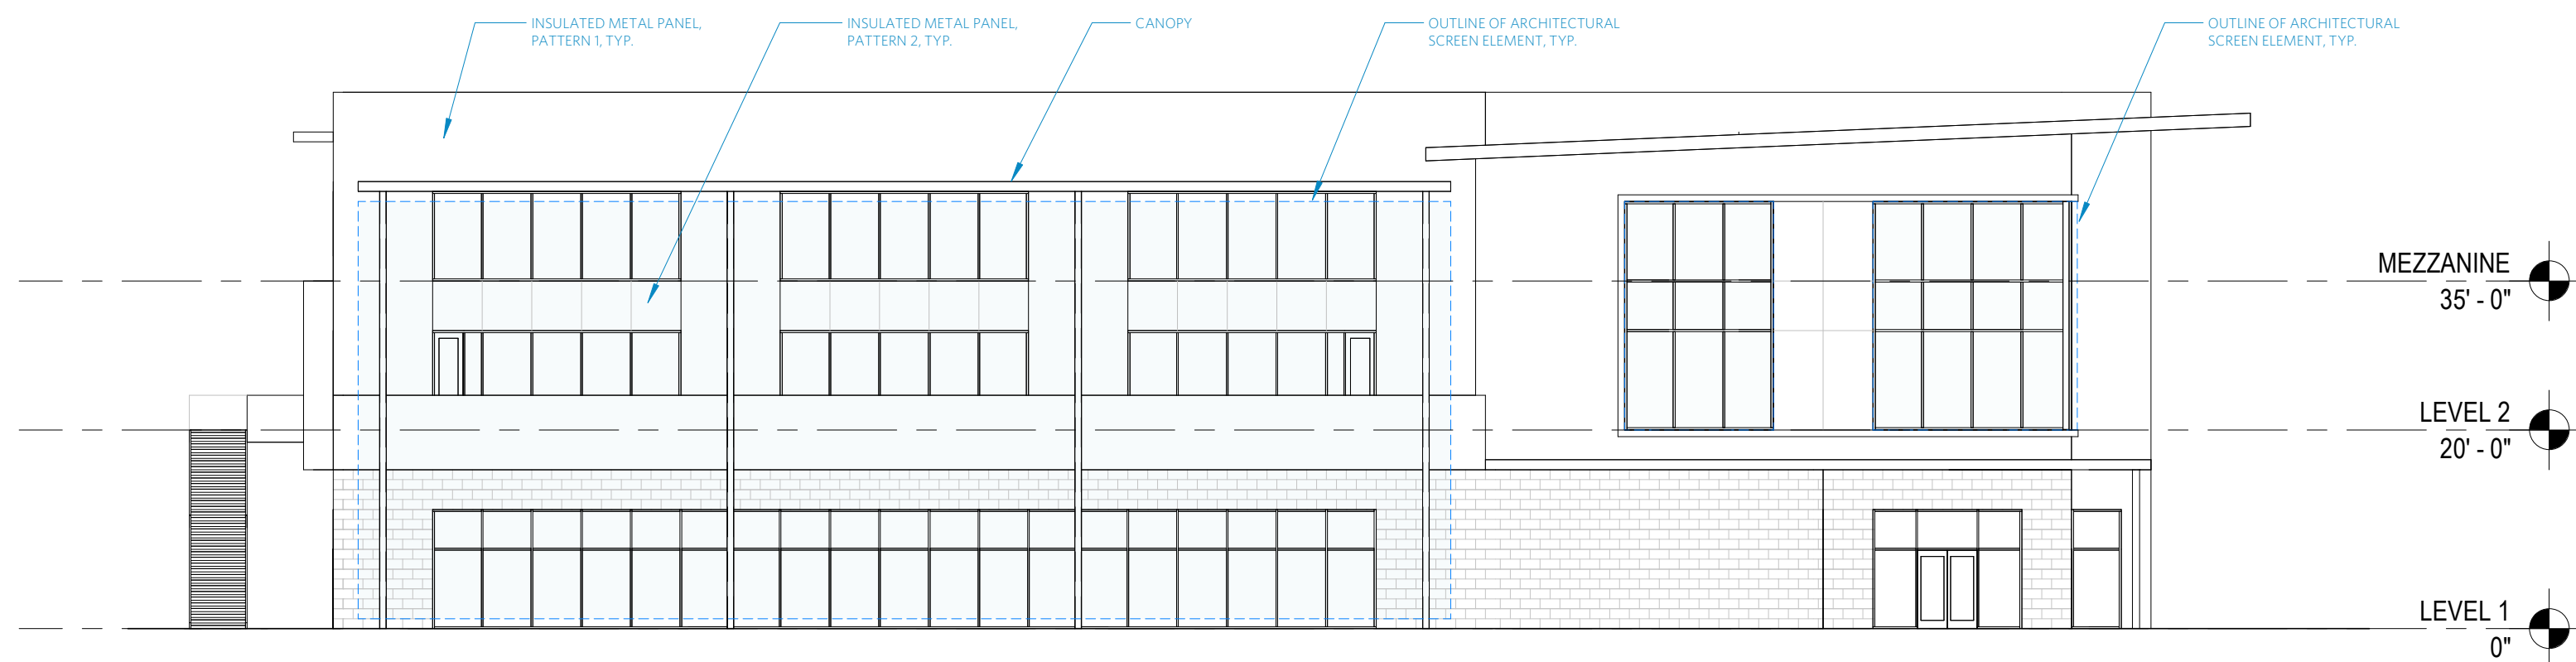 INSULATED METAL PANEL,
PATTERN 1, TYP.
INSULATED METAL PANEL,
PATTERN 2, TYP.
CANOPY
OUTLINE OF ARCHITECTURAL
SCREEN ELEMENT, TYP.
OUTLINE OF ARCHITECTURAL
SCREEN ELEMENT, TYP.
MEZZANINE
35' - 0"
LEVEL 2
20' - 0"
LEVEL 1
0"